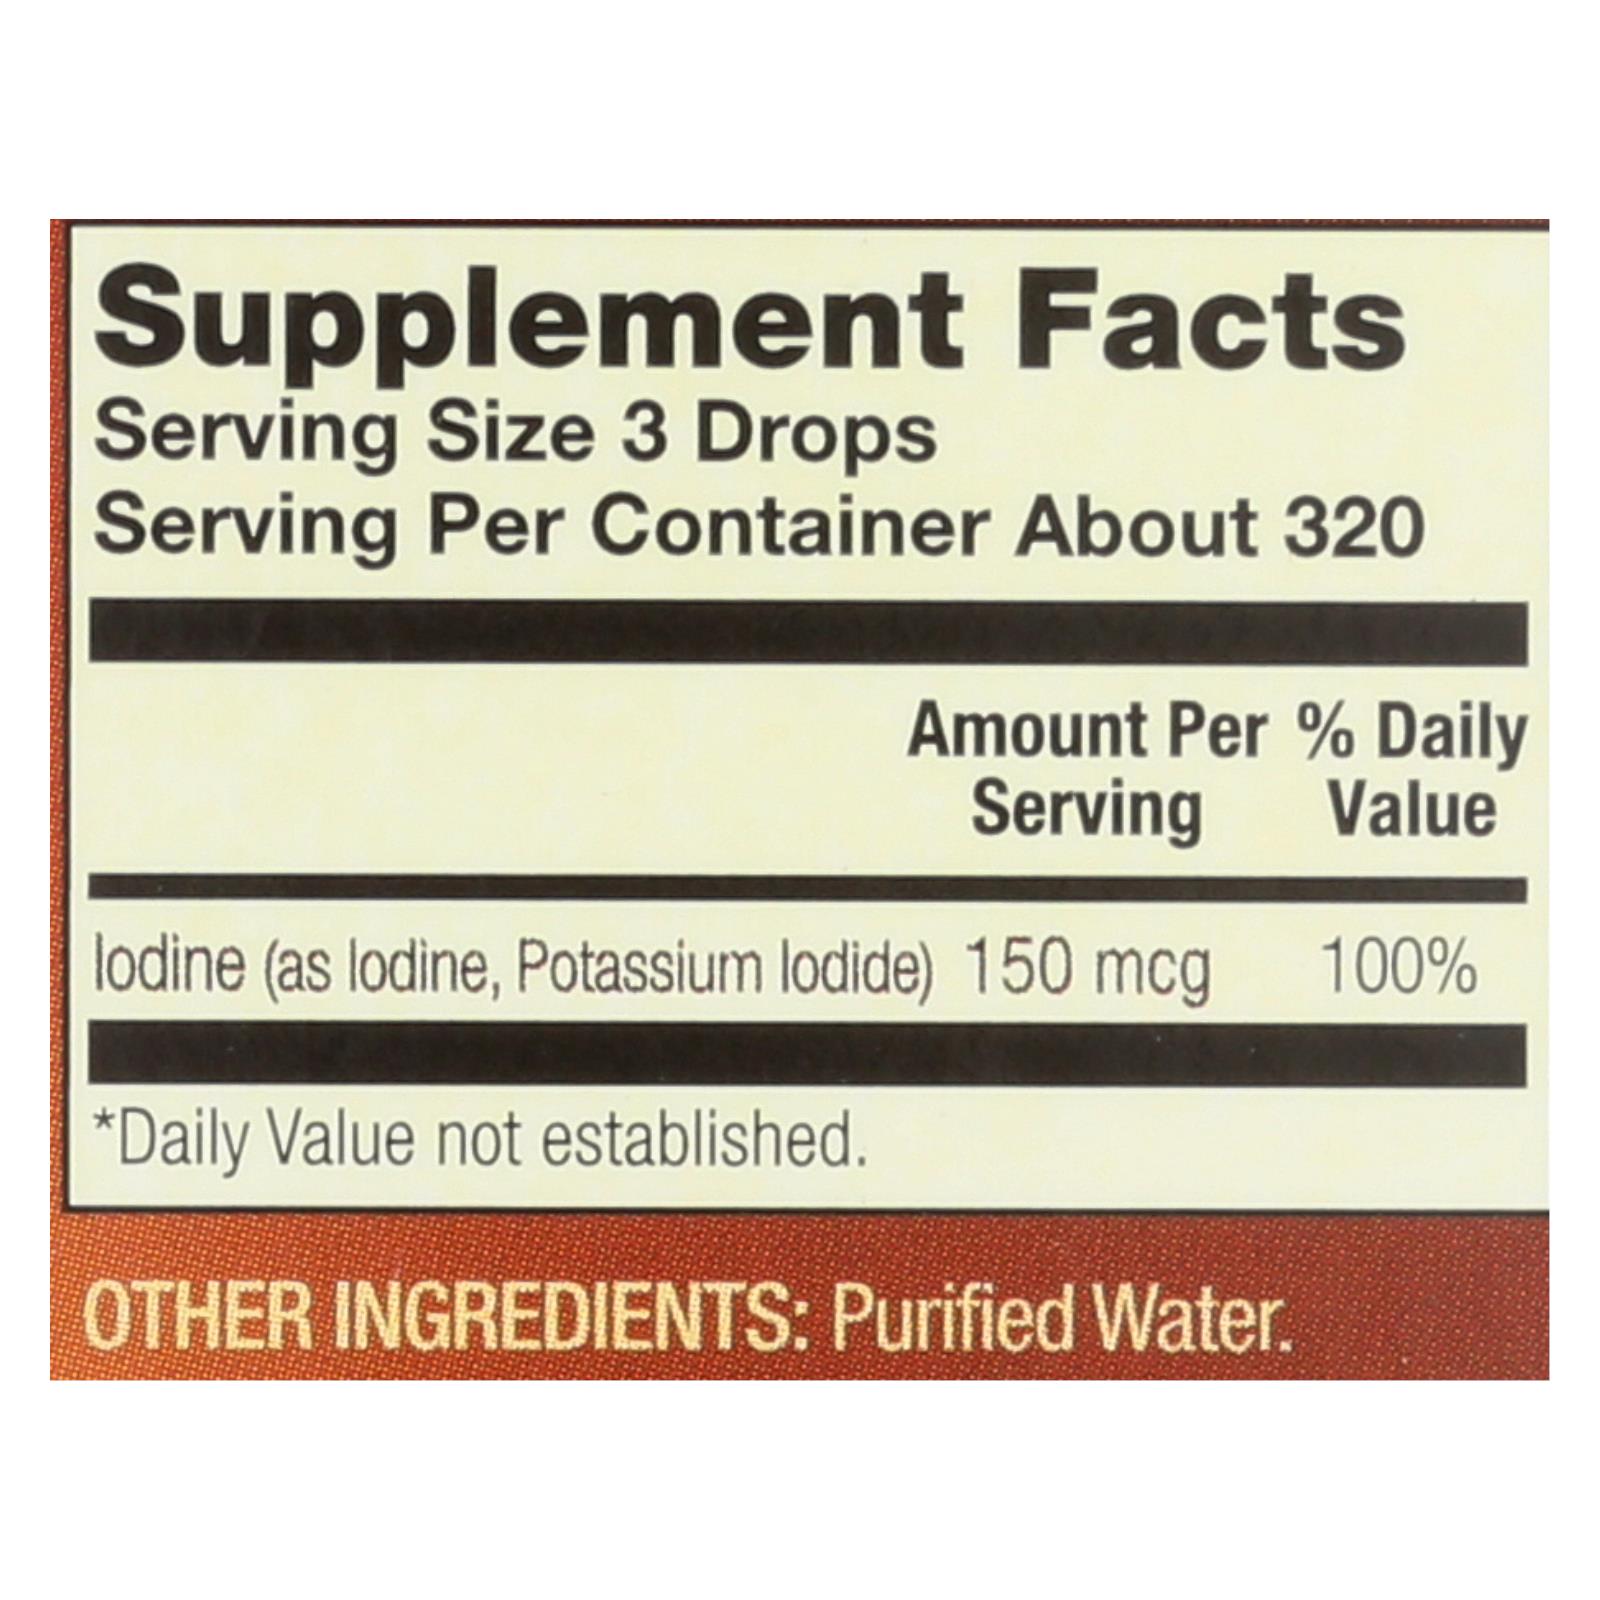 Supplement Facts
Serving Size 3 Drops
Serving Per Container About 320
Amount Per % Daily
Serving Value
Iodine (as Iodine, Potassium Iodide) 150 mcg 100%
*Daily Value not established.
OTHER INGREDIENTS: Purified Water.